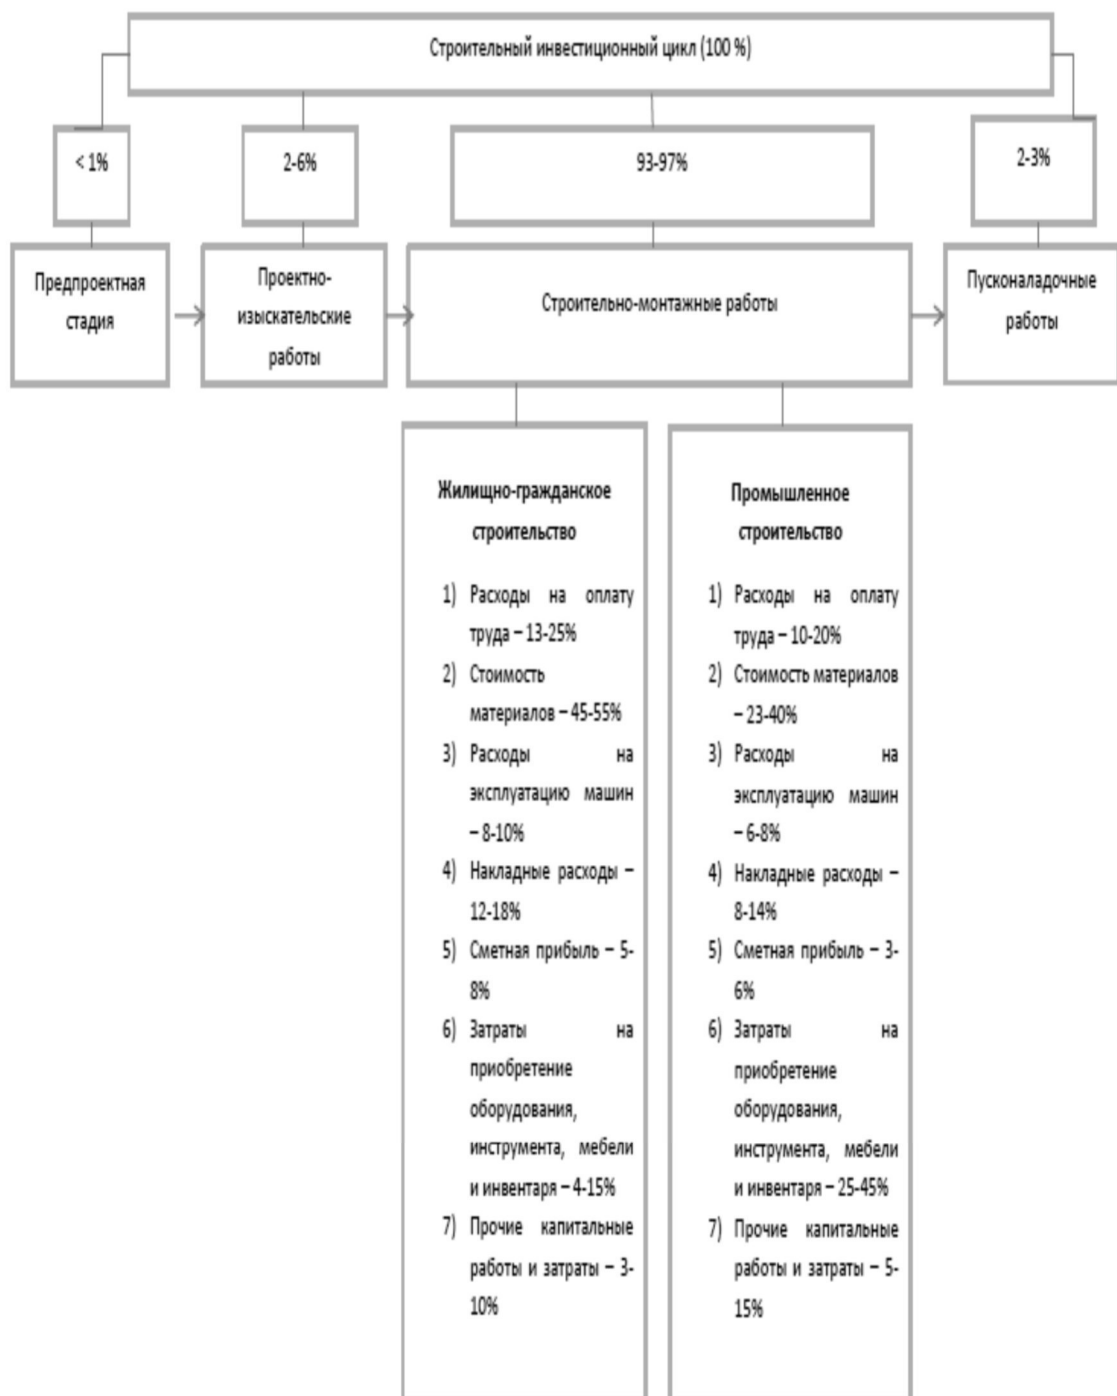 Строительный инвестиционный цикл (100 %)
< 1%
2-6%
93-97%
2-3%
Предпроектная
стадия
Проектно-
изыскательские
работы
Строительно-монтажные работы
Пусконаладочные
работы
Жилищно-гражданское
строительство
1) Расходы на оплату
труда – 13-25%
2) Стоимость
материалов – 45-55%
3) Расходы на
эксплуатацию машин
– 8-10%
4) Накладные расходы –
12-18%
5) Сметная прибыль – 5-
8%
6) Затраты на
приобретение
оборудования,
инструмента, мебели
и инвентаря – 4-15%
7) Прочие капитальные
работы и затраты – 3-
10%
Промышленное
строительство
1) Расходы на оплату
труда – 10-20%
2) Стоимость материалов
– 23-40%
3) Расходы на
эксплуатацию машин
– 6-8%
4) Накладные расходы –
8-14%
5) Сметная прибыль – 3-
6%
6) Затраты на
приобретение
оборудования,
инструмента, мебели
и инвентаря – 25-45%
7) Прочие капитальные
работы и затраты – 5-
15%